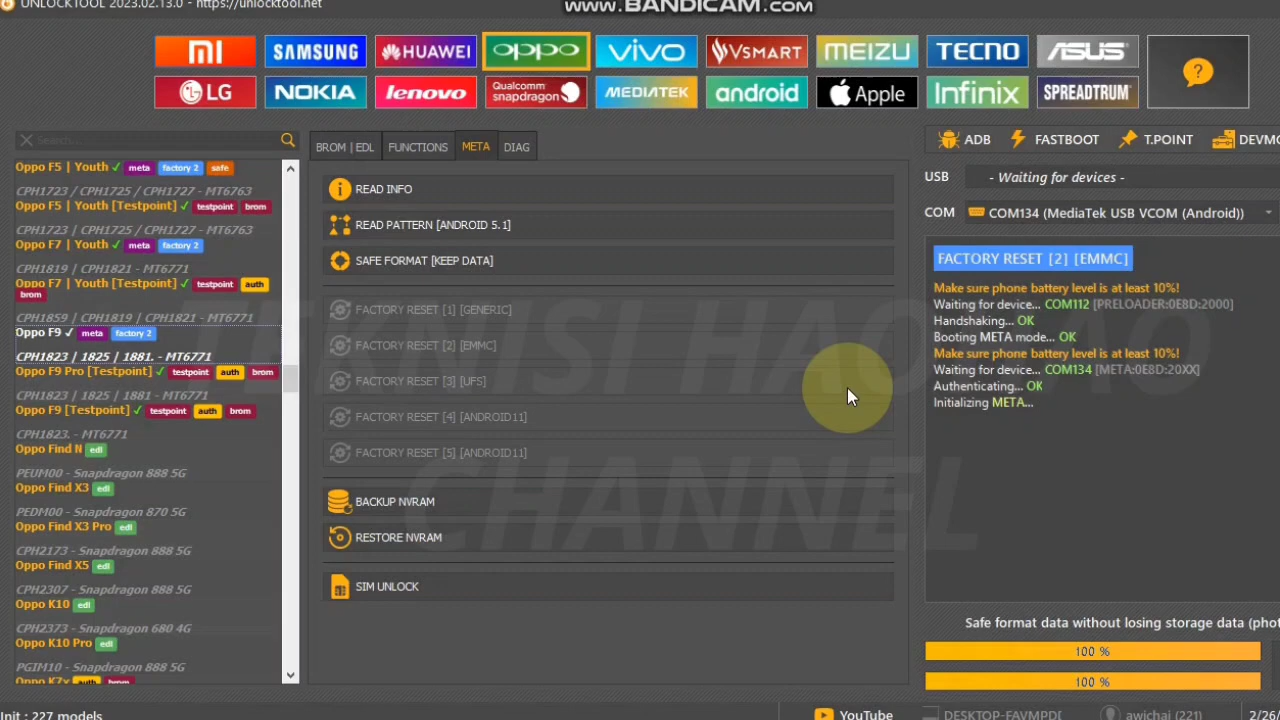 UNLOCKTOOL 2023.02.13.0 - https://unlocktool.net
www.BANDICAM.com
MI SAMSUNG HUAWEI oppo vivo VSMART MEIZU TECNO ASUS
LG NOKIA lenovo Qualcomm snapdragon MEDIATEK android Apple Infinix SPREADTRUM
?
Search...
BROM | EDL FUNCTIONS META DIAG
ADB FASTBOOT T.POINT DEVMG
USB - Waiting for devices -
COM COM134 (MediaTek USB VCOM (Android))
Oppo F5 | Youth ✓ meta factory 2 safe
CPH1723 / CPH1725 / CPH1727 - MT6763
Oppo F5 | Youth [Testpoint] ✓ testpoint brom
CPH1723 / CPH1725 / CPH1727 - MT6763
Oppo F7 | Youth ✓ meta factory 2
CPH1819 | CPH1821 - MT6771
Oppo F7 | Youth [Testpoint] ✓ testpoint auth
brom
CPH1859 | CPH1819 | CPH1821 - MT6771
Oppo F9 ✓ meta factory 2
CPH1823 | 1825 | 1881. - MT6771
Oppo F9 Pro [Testpoint] ✓ testpoint auth brom
CPH1823 | 1825 | 1881 - MT6771
Oppo F9 [Testpoint] ✓ testpoint auth brom
CPH1823. - MT6771
Oppo Find N edl
PEUM00 - Snapdragon 888 5G
Oppo Find X3 edl
PEDM00 - Snapdragon 870 5G
Oppo Find X3 Pro edl
CPH2173 - Snapdragon 888 5G
Oppo Find X5 edl
CPH2307 - Snapdragon 888 5G
Oppo K10 edl
CPH2373 - Snapdragon 680 4G
Oppo K10 Pro edl
PGIM10 - Snapdragon 888 5G
Oppo K7x auth brom
READ INFO
READ PATTERN [ANDROID 5.1]
SAFE FORMAT [KEEP DATA]
FACTORY RESET [1] [GENERIC]
FACTORY RESET [2] [EMMC]
FACTORY RESET [3] [UFS]
FACTORY RESET [4] [ANDROID11]
FACTORY RESET [5] [ANDROID11]
BACKUP NVRAM
RESTORE NVRAM
SIM UNLOCK
CHANNEL
FACTORY RESET [2] [EMMC]
Make sure phone battery level is at least 10%!
Waiting for device... COM112 [PRELOADER:0E8D:2000]
Handshaking... OK
Booting META mode... OK
Make sure phone battery level is at least 10%!
Waiting for device... COM134 [META:0E8D:20XX]
Authenticating... OK
Initializing META...
Safe format data without losing storage data (phot
100 %
100 %
Init : 227 models
YouTube
DESKTOP-FAVMPDI
awichai (221)
2/26/